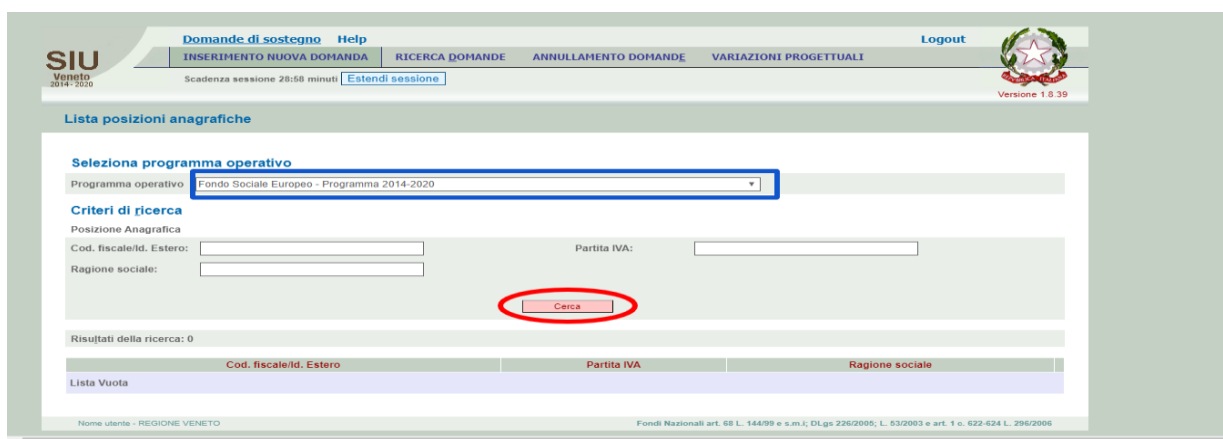 Domande di sostegno Help Logout
SIU
Veneto
2014- 2020
INSERIMENTO NUOVA DOMANDA RICERCA DOMANDE ANNULLAMENTO DOMANDE VARIAZIONI PROGETTUALI
Scadenza sessione 28:58 minuti Estendi sessione
Versione 1.8.39
Lista posizioni anagrafiche
Seleziona programma operativo
Programma operativo Fondo Sociale Europeo - Programma 2014-2020
Criteri di ricerca
Posizione Anagrafica
Cod. fiscale/Id. Estero: Partita IVA:
Ragione sociale:
Cerca
Risultati della ricerca: 0
Cod. fiscale/Id. Estero Partita IVA Ragione sociale
Lista Vuota
Nome utente - REGIONE VENETO Fondi Nazionali art. 68 L. 144/99 e s.m.i; DLgs 226/2005; L. 53/2003 e art. 1 c. 622-624 L. 296/2006